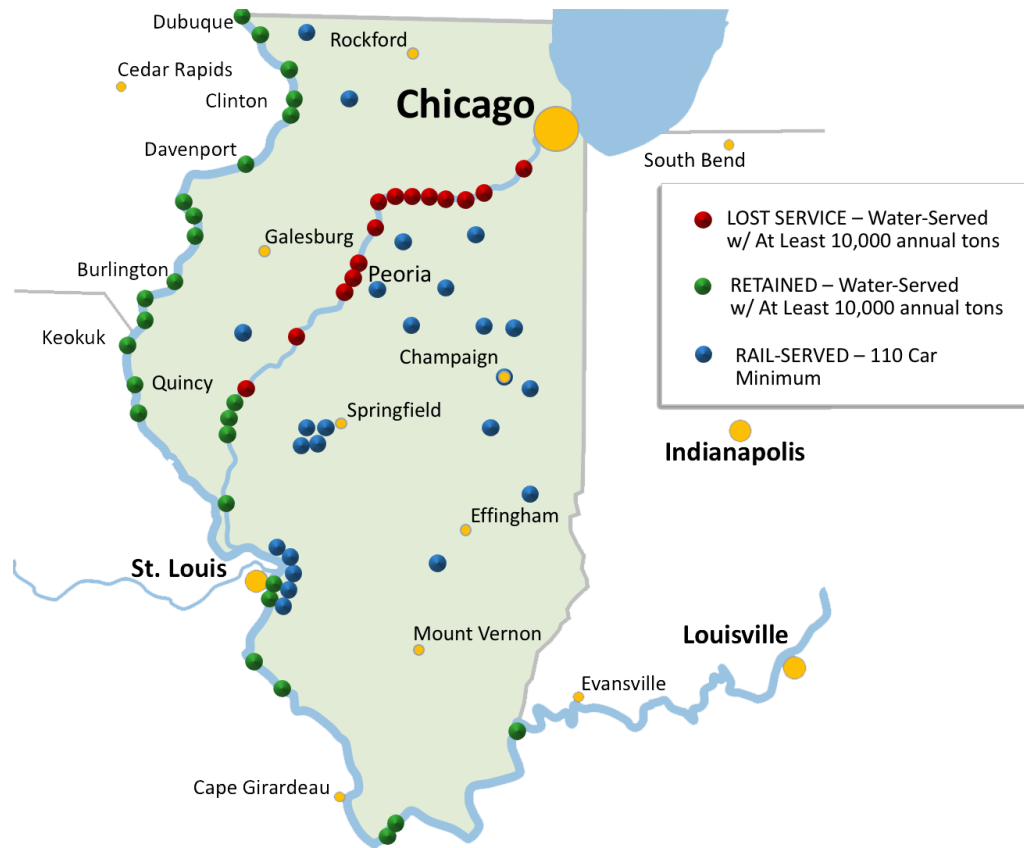 Dubuque
Rockford
Cedar Rapids
Clinton
Chicago
Davenport
South Bend
LOST SERVICE – Water-Served
w/ At Least 10,000 annual tons
Galesburg
Burlington
Peoria
RETAINED – Water-Served
w/ At Least 10,000 annual tons
Keokuk
Champaign
RAIL-SERVED – 110 Car
Minimum
Quincy
Springfield
Indianapolis
Effingham
St. Louis
Mount Vernon
Louisville
Evansville
Cape Girardeau